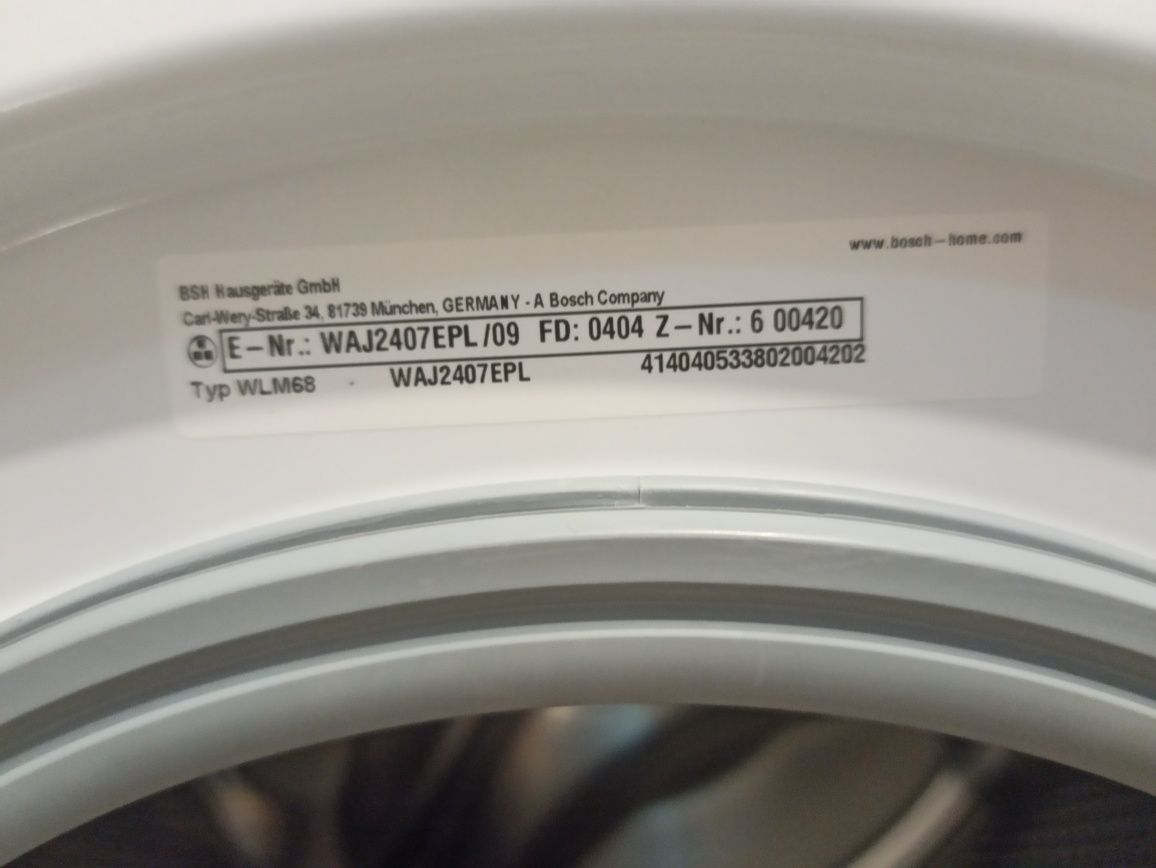 www.bosch-home.com
BSH Hausgeräte GmbH
Carl-Wery-Straße 34, 81739 München, GERMANY - A Bosch Company
E-Nr.: WAJ2407EPL /09 FD: 0404 Z-Nr.: 6 00420
Typ WLM68 WAJ2407EPL 414040533802004202